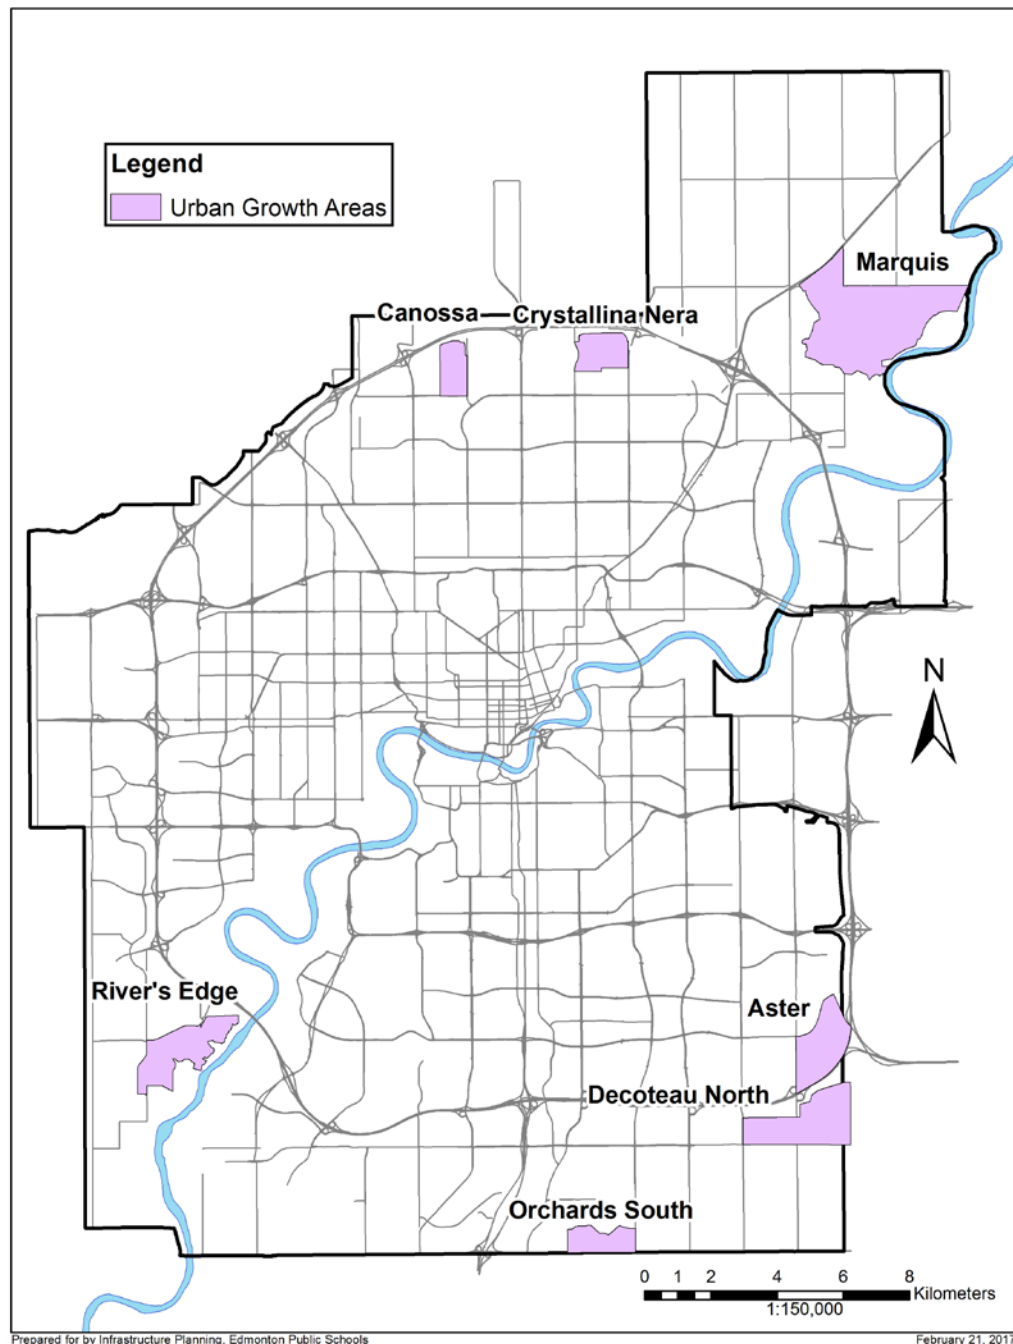 Legend
Urban Growth Areas
Marquis
Canossa
Crystallina Nera
N
River's Edge
Aster
Decoteau North
Orchards South
0 1 2 4 6 8
Kilometers
1:150,000
Prepared for by Infrastructure Planning, Edmonton Public Schools
February 21, 2017